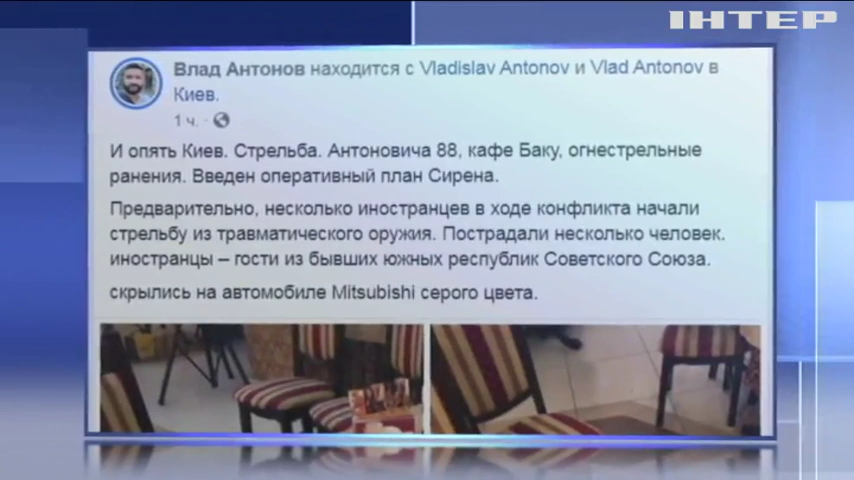 ІНТЕР
Влад Антонов находится с Vladislav Antonov и Vlad Antonov в
Киев.
1 ч. ·
И опять Киев. Стрельба. Антоновича 88, кафе Баку, огнестрельные
ранения. Введен оперативный план Сирена.
Предварительно, несколько иностранцев в ходе конфликта начали
стрельбу из травматического оружия. Пострадали несколько человек.
иностранцы – гости из бывших южных республик Советского Союза.
скрылись на автомобиле Mitsubishi серого цвета.